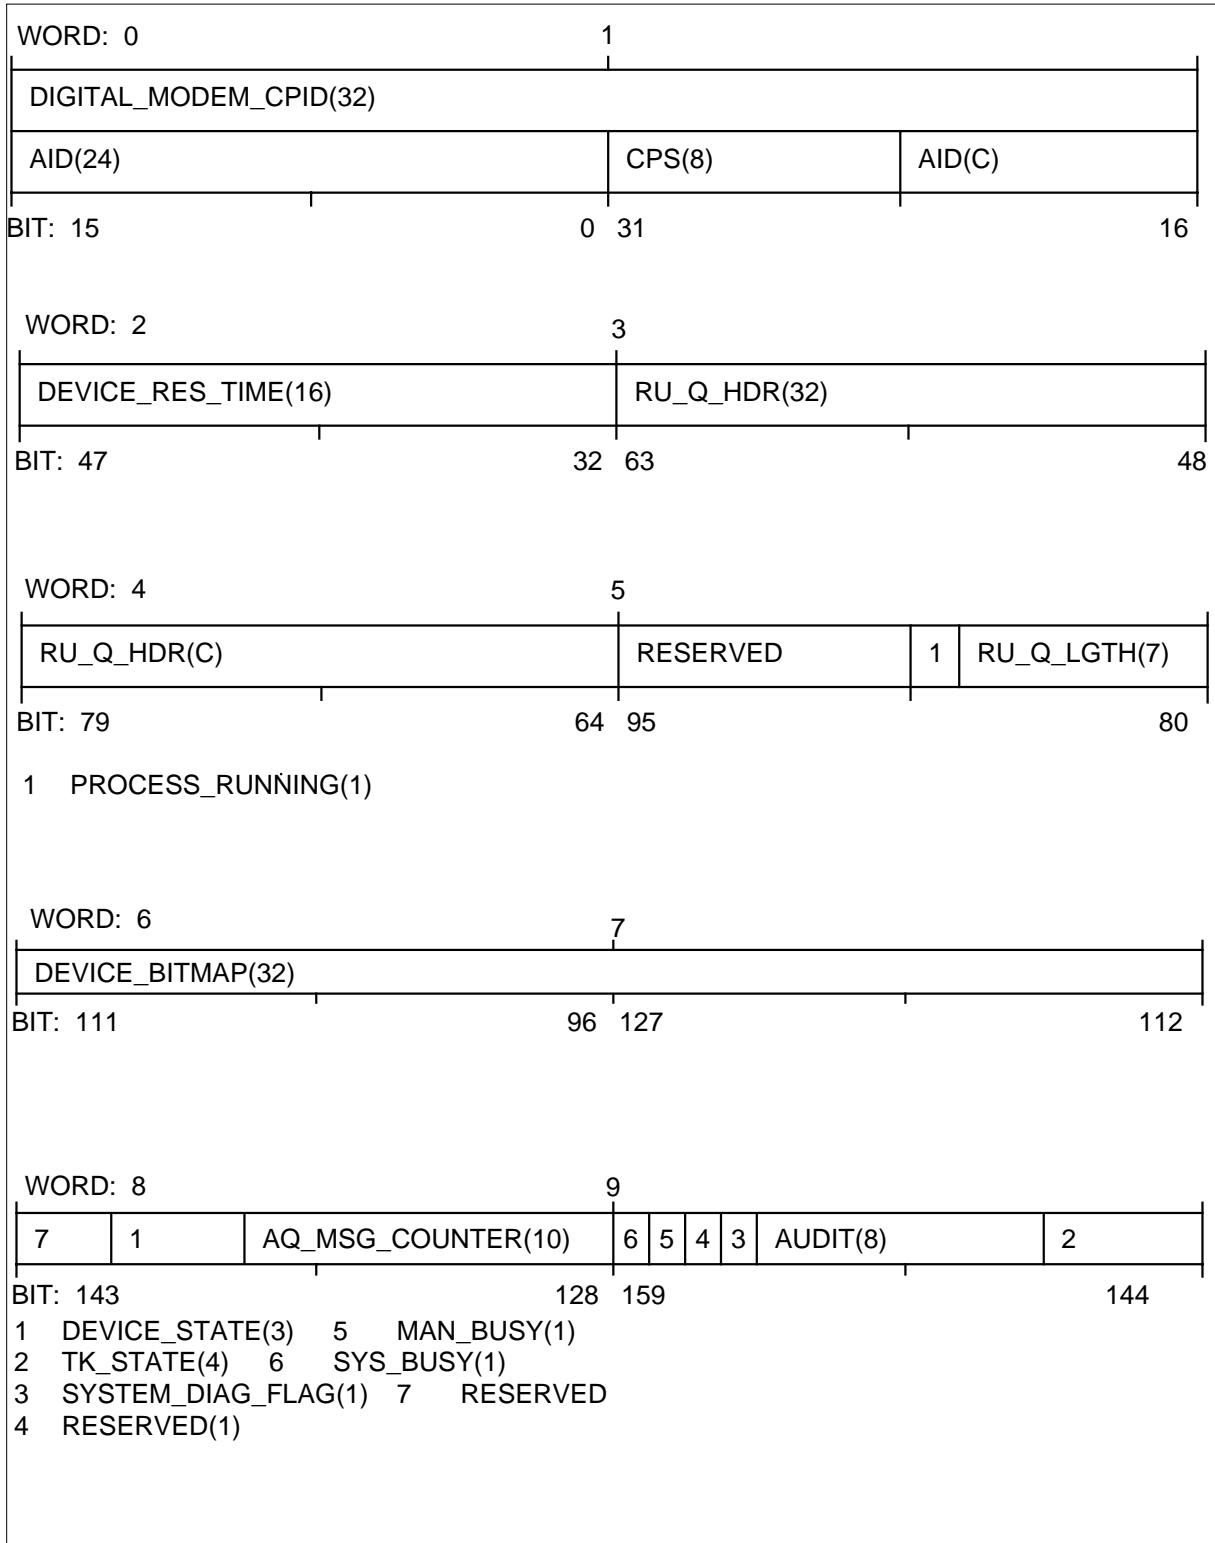 WORD: 0 1
DIGITAL_MODEM_CPID(32)
AID(24) CPS(8) AID(C)
BIT: 15 0 31 16
WORD: 2 3
DEVICE_RES_TIME(16) RU_Q_HDR(32)
BIT: 47 32 63 48
WORD: 4 5
RU_Q_HDR(C) RESERVED 1 RU_Q_LGTH(7)
BIT: 79 64 95 80
1 PROCESS_RUNNING(1)
WORD: 6 7
DEVICE_BITMAP(32)
BIT: 111 96 127 112
WORD: 8 9
7 1 AQ_MSG_COUNTER(10) 6 5 4 3 AUDIT(8) 2
BIT: 143 128 159 144
1 DEVICE_STATE(3) 5 MAN_BUSY(1)
2 TK_STATE(4) 6 SYS_BUSY(1)
3 SYSTEM_DIAG_FLAG(1) 7 RESERVED
4 RESERVED(1)